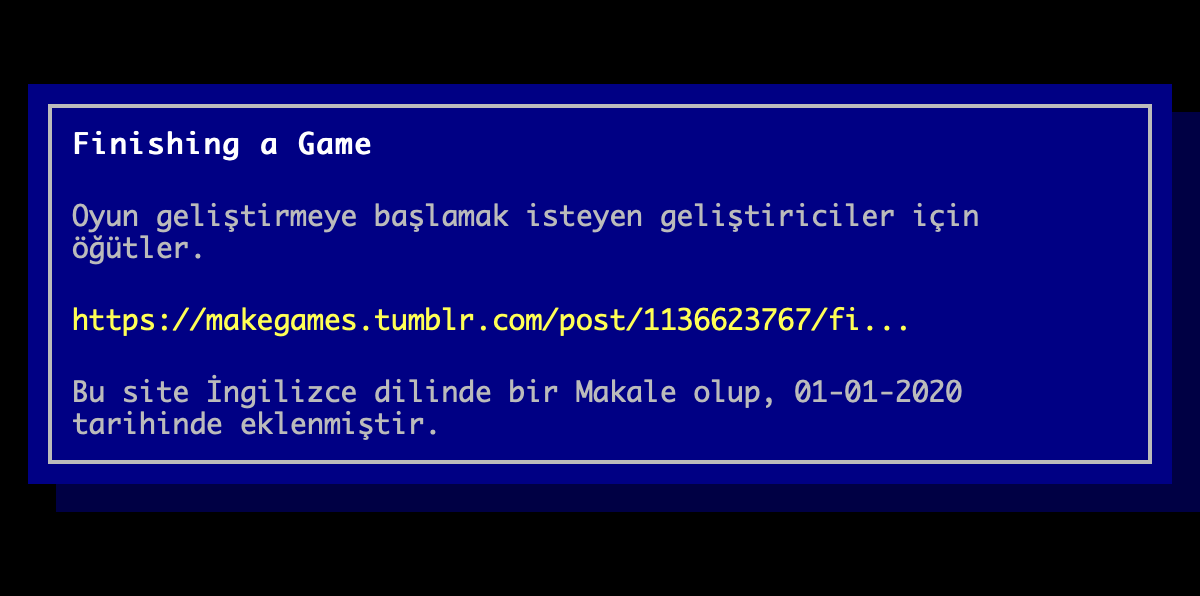 Finishing a Game
Oyun geliştirmeye başlamak isteyen geliştiriciler için
öğütler.
https://makegames.tumblr.com/post/1136623767/fi...
Bu site İngilizce dilinde bir Makale olup, 01-01-2020
tarihinde eklenmiştir.